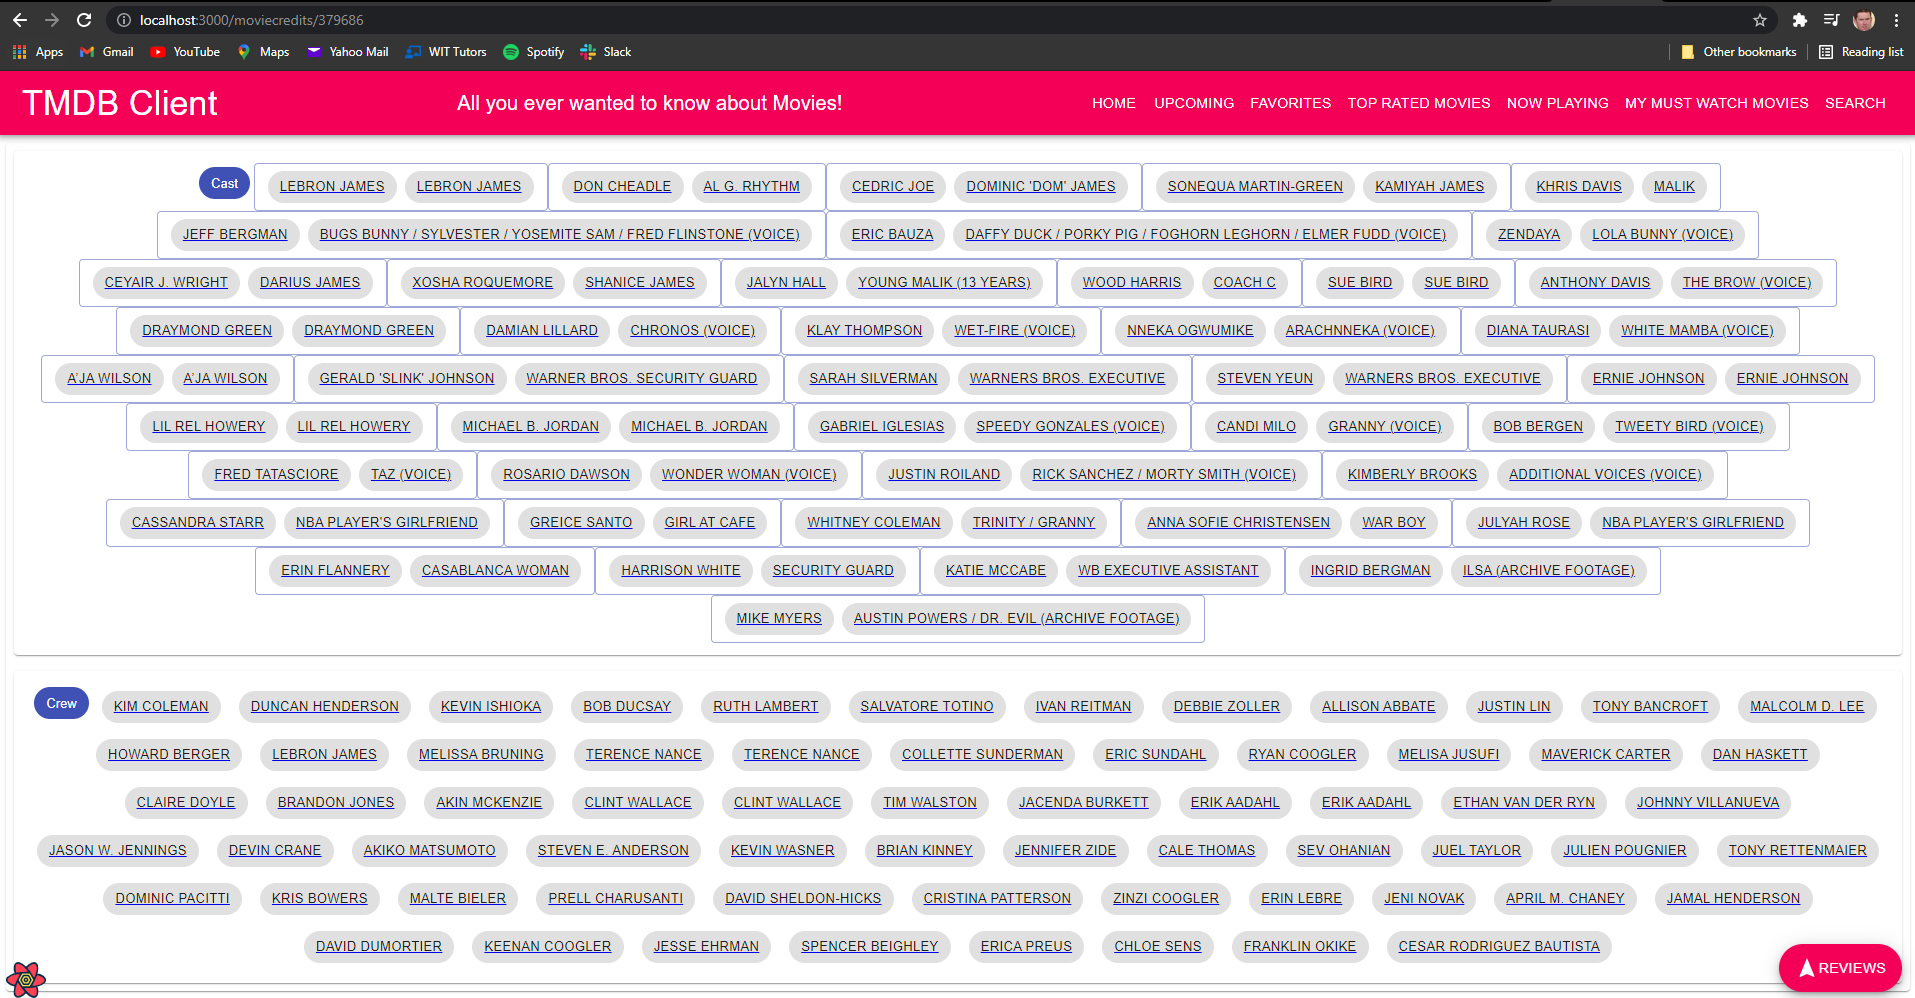 localhost:3000/moviecredits/379686
Apps Gmail YouTube Maps Yahoo Mail WIT Tutors Spotify Slack Other bookmarks Reading list
TMDB Client All you ever wanted to know about Movies! HOME UPCOMING FAVORITES TOP RATED MOVIES NOW PLAYING MY MUST WATCH MOVIES SEARCH
Cast LEBRON JAMES LEBRON JAMES DON CHEADLE AL G. RHYTHM CEDRIC JOE DOMINIC 'DOM' JAMES SONEQUA MARTIN-GREEN KAMIYAH JAMES KHRIS DAVIS MALIK
JEFF BERGMAN BUGS BUNNY / SYLVESTER / YOSEMITE SAM / FRED FLINSTONE (VOICE) ERIC BAUZA DAFFY DUCK / PORKY PIG / FOGHORN LEGHORN / ELMER FUDD (VOICE) ZENDAYA LOLA BUNNY (VOICE)
CEYAIR J. WRIGHT DARIUS JAMES XOSHA ROQUEMORE SHANICE JAMES JALYN HALL YOUNG MALIK (13 YEARS) WOOD HARRIS COACH C SUE BIRD SUE BIRD ANTHONY DAVIS THE BROW (VOICE)
DRAYMOND GREEN DRAYMOND GREEN DAMIAN LILLARD CHRONOS (VOICE) KLAY THOMPSON WET-FIRE (VOICE) NNEKA OGWUMIKE ARACHNNEKA (VOICE) DIANA TAURASI WHITE MAMBA (VOICE)
A'JA WILSON A'JA WILSON GERALD 'SLINK' JOHNSON WARNER BROS. SECURITY GUARD SARAH SILVERMAN WARNERS BROS. EXECUTIVE STEVEN YEUN WARNERS BROS. EXECUTIVE ERNIE JOHNSON ERNIE JOHNSON
LIL REL HOWERY LIL REL HOWERY MICHAEL B. JORDAN MICHAEL B. JORDAN GABRIEL IGLESIAS SPEEDY GONZALES (VOICE) CANDI MILO GRANNY (VOICE) BOB BERGEN TWEETY BIRD (VOICE)
FRED TATASCIORE TAZ (VOICE) ROSARIO DAWSON WONDER WOMAN (VOICE) JUSTIN ROILAND RICK SANCHEZ / MORTY SMITH (VOICE) KIMBERLY BROOKS ADDITIONAL VOICES (VOICE)
CASSANDRA STARR NBA PLAYER'S GIRLFRIEND GREICE SANTO GIRL AT CAFE WHITNEY COLEMAN TRINITY / GRANNY ANNA SOFIE CHRISTENSEN WAR BOY JULYAH ROSE NBA PLAYER'S GIRLFRIEND
ERIN FLANNERY CASABLANCA WOMAN HARRISON WHITE SECURITY GUARD KATIE MCCABE WB EXECUTIVE ASSISTANT INGRID BERGMAN ILSA (ARCHIVE FOOTAGE)
MIKE MYERS AUSTIN POWERS / DR. EVIL (ARCHIVE FOOTAGE)
Crew KIM COLEMAN DUNCAN HENDERSON KEVIN ISHIOKA BOB DUCSAY RUTH LAMBERT SALVATORE TOTINO IVAN REITMAN DEBBIE ZOLLER ALLISON ABBATE JUSTIN LIN TONY BANCROFT MALCOLM D. LEE
HOWARD BERGER LEBRON JAMES MELISSA BRUNING TERENCE NANCE TERENCE NANCE COLLETTE SUNDERMAN ERIC SUNDAHL RYAN COOGLER MELISA JUSUFI MAVERICK CARTER DAN HASKETT
CLAIRE DOYLE BRANDON JONES AKIN MCKENZIE CLINT WALLACE CLINT WALLACE TIM WALSTON JACENDA BURKETT ERIK AADAHL ERIK AADAHL ETHAN VAN DER RYN JOHNNY VILLANUEVA
JASON W. JENNINGS DEVIN CRANE AKIKO MATSUMOTO STEVEN E. ANDERSON KEVIN WASNER BRIAN KINNEY JENNIFER ZIDE CALE THOMAS SEV OHANIAN JUEL TAYLOR JULIEN POUGNIER TONY RETTENMAIER
DOMINIC PACITTI KRIS BOWERS MALTE BIELER PRELL CHARUSANTI DAVID SHELDON-HICKS CRISTINA PATTERSON ZINZI COOGLER ERIN LEBRE JENI NOVAK APRIL M. CHANEY JAMAL HENDERSON
DAVID DUMORTIER KEENAN COOGLER JESSE EHRMAN SPENCER BEIGHLEY ERICA PREUS CHLOE SENS FRANKLIN OKIKE CESAR RODRIGUEZ BAUTISTA
REVIEWS